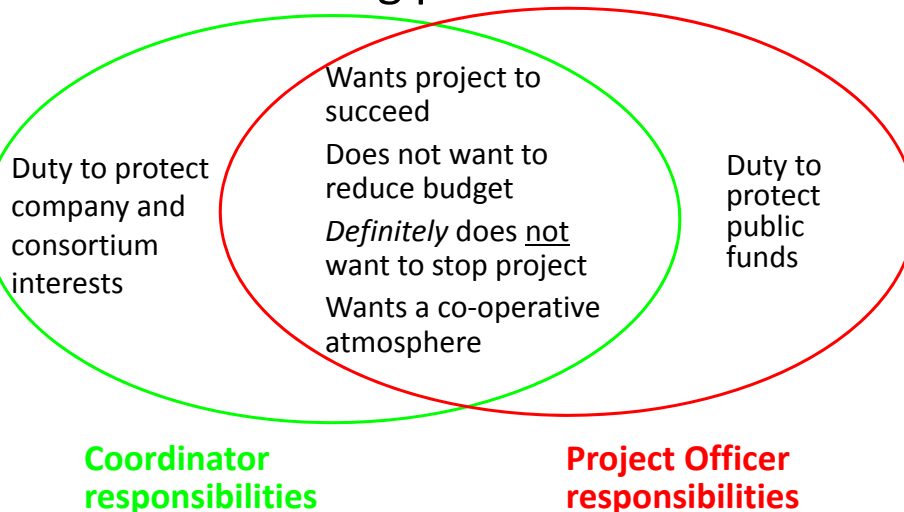 Wants project to
succeed
Does not want to
reduce budget
Definitely does not
want to stop project
Wants a co-operative
atmosphere
Duty to protect
company and
consortium
interests
Duty to
protect
public
funds
Coordinator
responsibilities
Project Officer
responsibilities